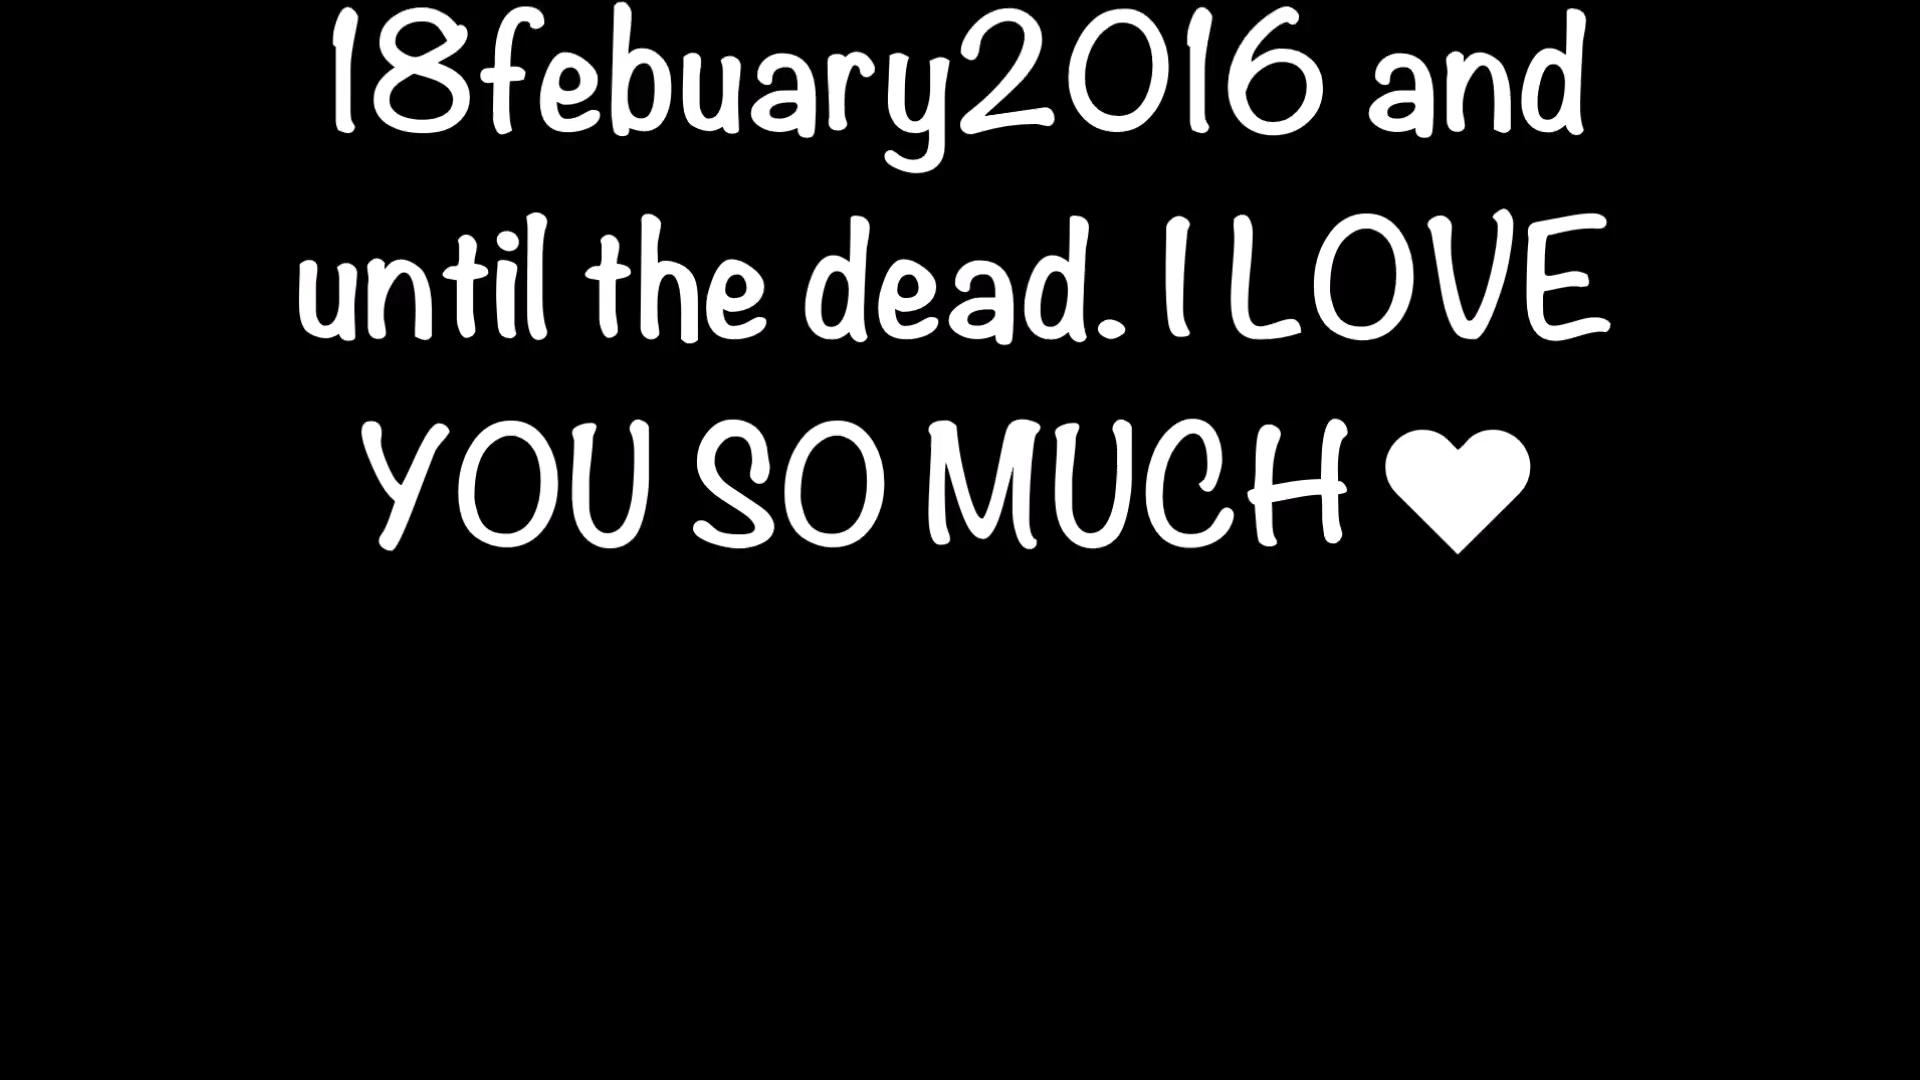 18febuary2016 and
until the dead. I LOVE
YOU SO MUCH ♥